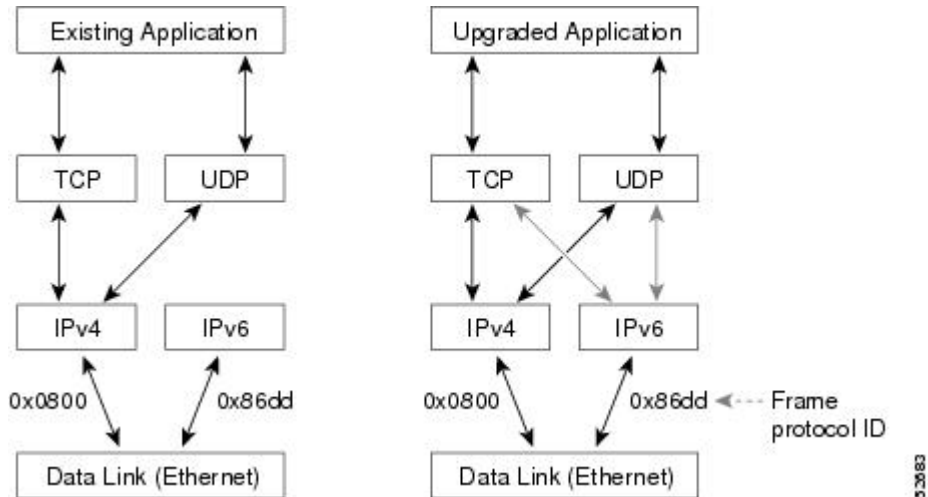 Existing Application
Upgraded Application
TCP
UDP
TCP
UDP
IPv4
IPv6
IPv4
IPv6
0x0800
0x86dd
0x0800
0x86dd
Frame
protocol ID
Data Link (Ethernet)
Data Link (Ethernet)
52683